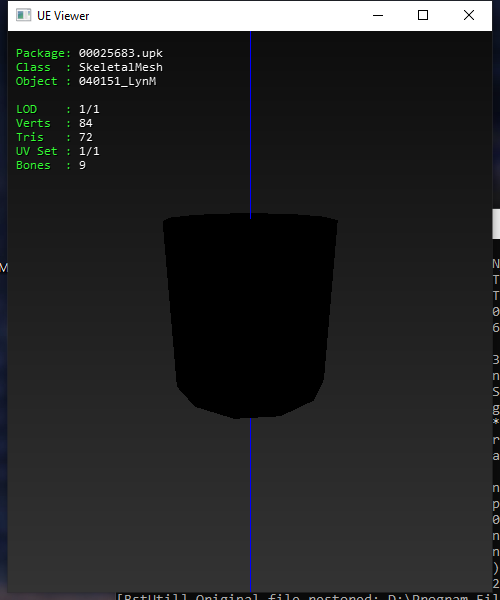 UE Viewer
Package: 00025683.upk
Class : SkeletalMesh
Object : 040151_LynM
LOD : 1/1
Verts : 84
Tris : 72
UV Set : 1/1
Bones : 9
M
N
T
T
0
6
3
n
S
g
*
r
a
n
p
0
n
n
)
2
[BstUtil] Original file restored: D:\Program Fil